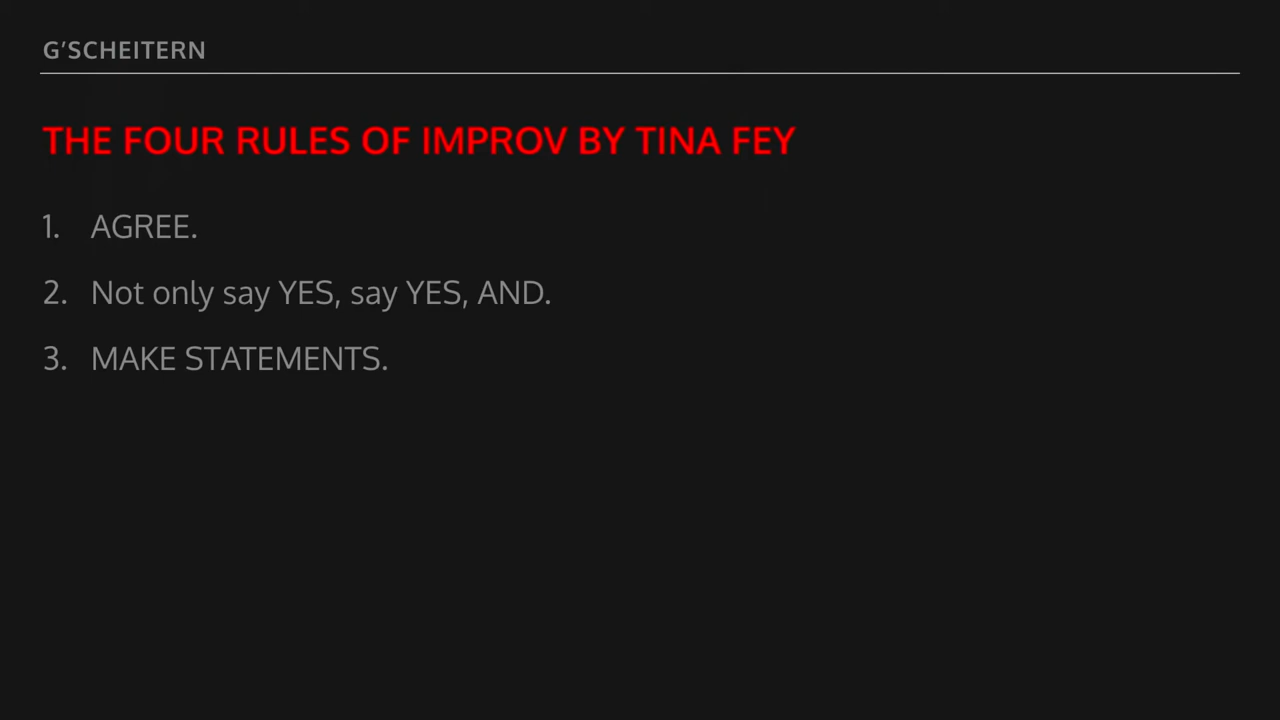 G’SCHEITERN
THE FOUR RULES OF IMPROV BY TINA FEY
1. AGREE.
2. Not only say YES, say YES, AND.
3. MAKE STATEMENTS.